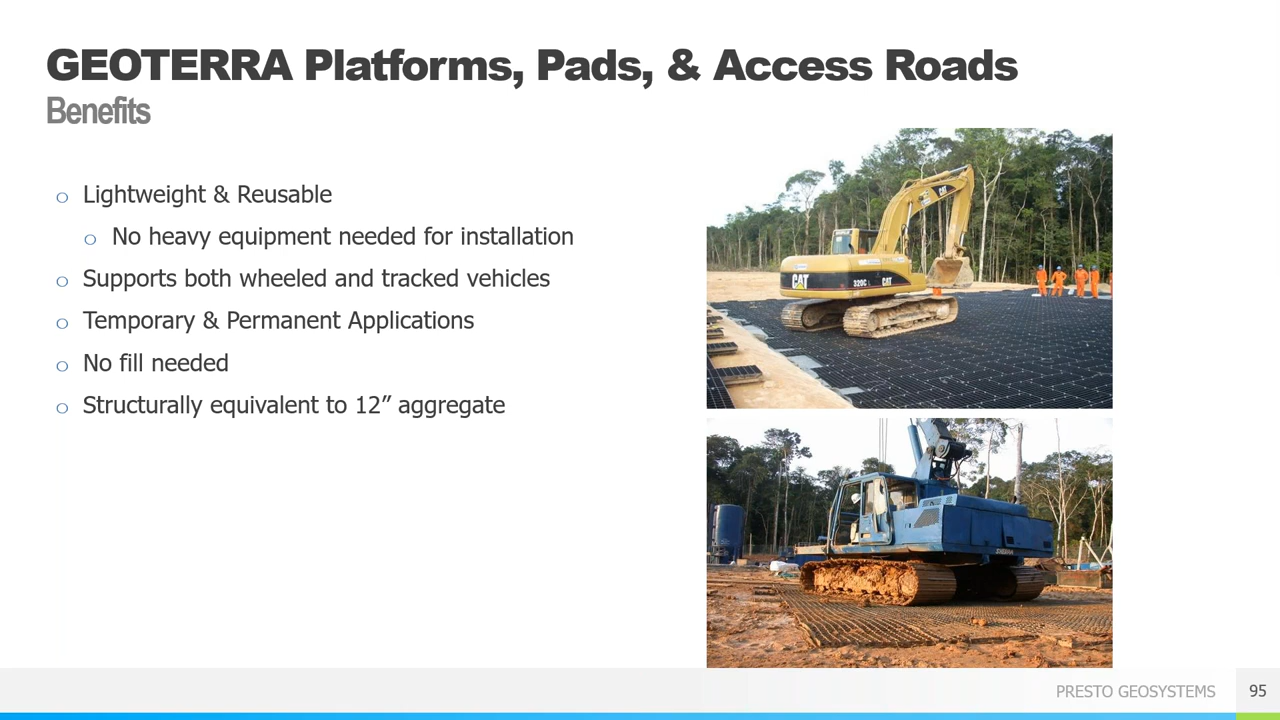 GEOTERRA Platforms, Pads, & Access Roads
Benefits
Lightweight & Reusable
No heavy equipment needed for installation
Supports both wheeled and tracked vehicles
Temporary & Permanent Applications
No fill needed
Structurally equivalent to 12” aggregate
CAT
CAT
320C
CAT
PRESTO GEOSYSTEMS
95